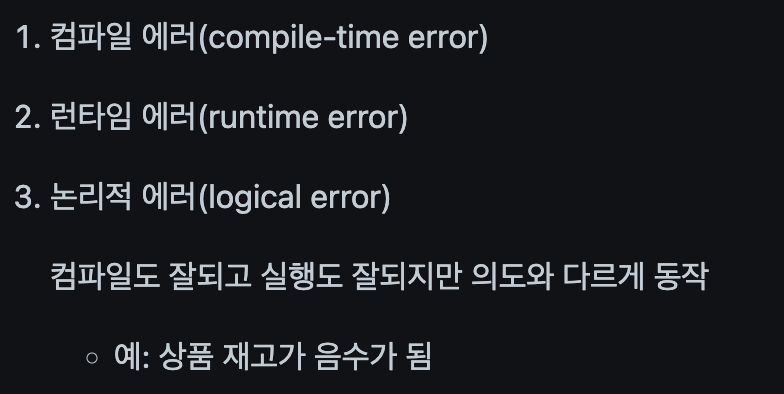 1. 컴파일 에러(compile-time error)
2. 런타임 에러(runtime error)
3. 논리적 에러(logical error)
컴파일도 잘되고 실행도 잘되지만 의도와 다르게 동작
◦ 예: 상품 재고가 음수가 됨